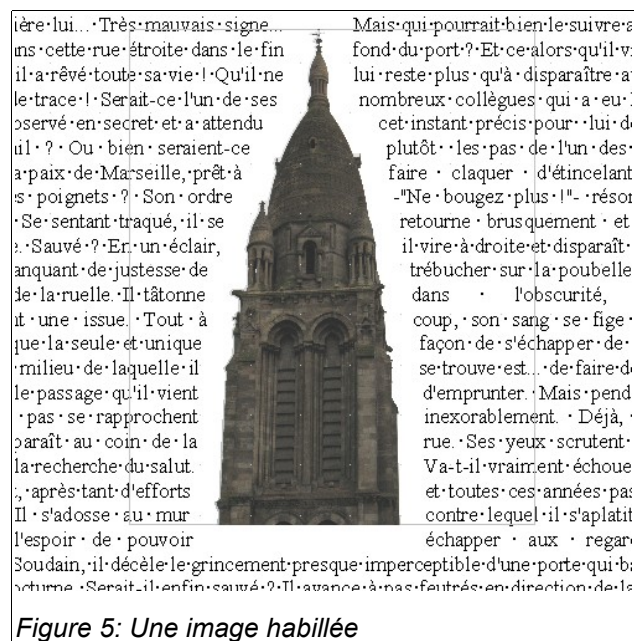 ière lui... Très mauvais signe... Mais qui pourrait bien le suivre a
ns cette rue étroite dans le fin fond du port ? Et ce alors qu'il v
il a rêvé toute sa vie ! Qu'il ne lui reste plus qu'à disparaître a
le trace ! Serait-ce l'un de ses nombreux collègues qui a eu
servé en secret et a attendu cet instant précis pour lui d
il ? Ou bien seraient-ce plutôt les pas de l'un des
a paix de Marseille, prêt à faire claquer d'étincelant
s poignets ? Son ordre -"Ne bougez plus !"- réson
Se sentant traqué, il se retourne brusquement et
e. Sauvé ? En un éclair, il vire à droite et disparaît
anquant de justesse de trébucher sur la poubelle
de la ruelle. Il tâtonne dans l'obscurité,
t une issue. Tout à coup, son sang se fige
que la seule et unique façon de s'échapper de
milieu de laquelle il se trouve est... de faire d
le passage qu'il vient d'emprunter. Mais pend
pas se rapprochent inexorablement. Déjà,
paraît au coin de la rue. Ses yeux scrutent
la recherche du salut. Va-t-il vraiment échoue
, après tant d'efforts et toutes ces années pas
Il s'adosse au mur contre lequel il s'aplatit
l'espoir de pouvoir échapper aux regar
Soudain, il décèle le grincement presque imperceptible d'une porte qui b
octurne. Serait-il enfin sauvé ? Il avance à pas feutrés en direction de la
Figure 5: Une image habillée